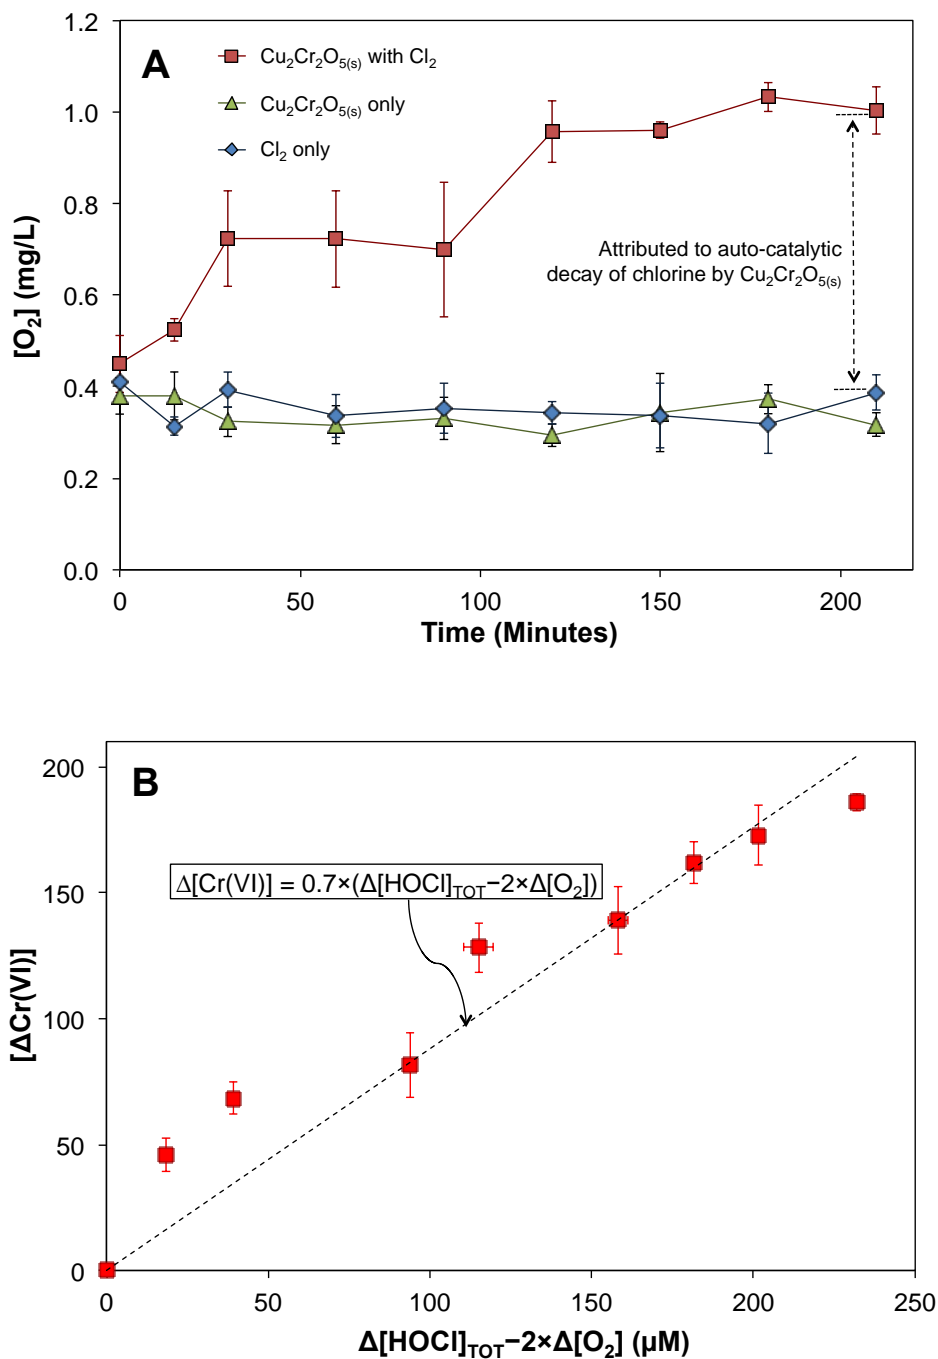 A
Cu₂Cr₂O₅₍ₛ₎ with Cl₂
Cu₂Cr₂O₅₍ₛ₎ only
Cl₂ only
Attributed to auto-catalytic
decay of chlorine by Cu₂Cr₂O₅₍ₛ₎
[O₂] (mg/L)
1.2
1.0
0.8
0.6
0.4
0.2
0.0
0 50 100 150 200
Time (Minutes)
B
Δ[Cr(VI)] = 0.7×(Δ[HOCl]TOT−2×Δ[O₂])
[ΔCr(VI)]
200
150
100
50
0
0 50 100 150 200 250
Δ[HOCl]TOT−2×Δ[O₂] (µM)